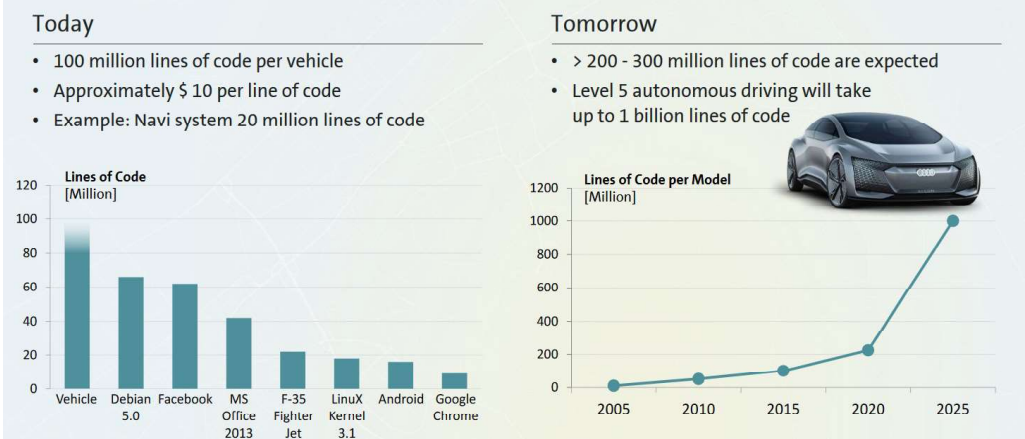 Today
• 100 million lines of code per vehicle
• Approximately $ 10 per line of code
• Example: Navi system 20 million lines of code
Lines of Code
[Million]
120
100
80
60
40
20
0
Vehicle Debian 5.0 Facebook MS Office 2013 F-35 Fighter Jet LinuX Kernel 3.1 Android Google Chrome
Tomorrow
• > 200 - 300 million lines of code are expected
• Level 5 autonomous driving will take
up to 1 billion lines of code
Lines of Code per Model
[Million]
1200
1000
800
600
400
200
0
2005 2010 2015 2020 2025